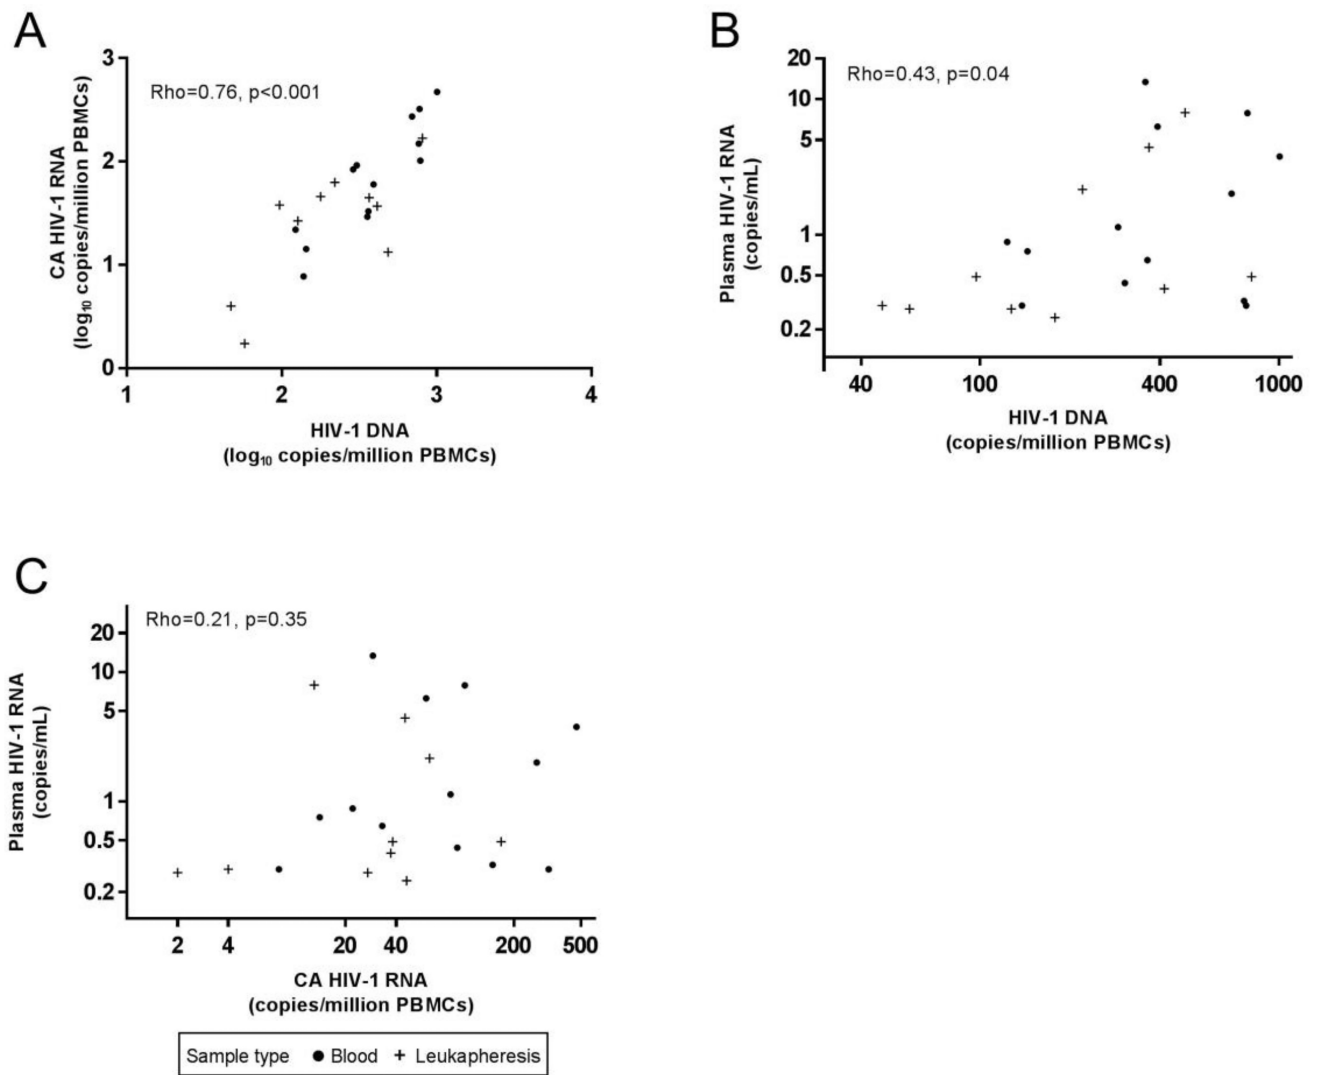 A
Rho=0.76, p<0.001
CA HIV-1 RNA
(log₁₀ copies/million PBMCs)
3
2
1
0
1 2 3 4
HIV-1 DNA
(log₁₀ copies/million PBMCs)
B
Rho=0.43, p=0.04
Plasma HIV-1 RNA
(copies/mL)
20
10
5
1
0.5
0.2
40 100 400 1000
HIV-1 DNA
(copies/million PBMCs)
C
Rho=0.21, p=0.35
Plasma HIV-1 RNA
(copies/mL)
20
10
5
1
0.5
0.2
2 4 20 40 200 500
CA HIV-1 RNA
(copies/million PBMCs)
Sample type ● Blood + Leukapheresis